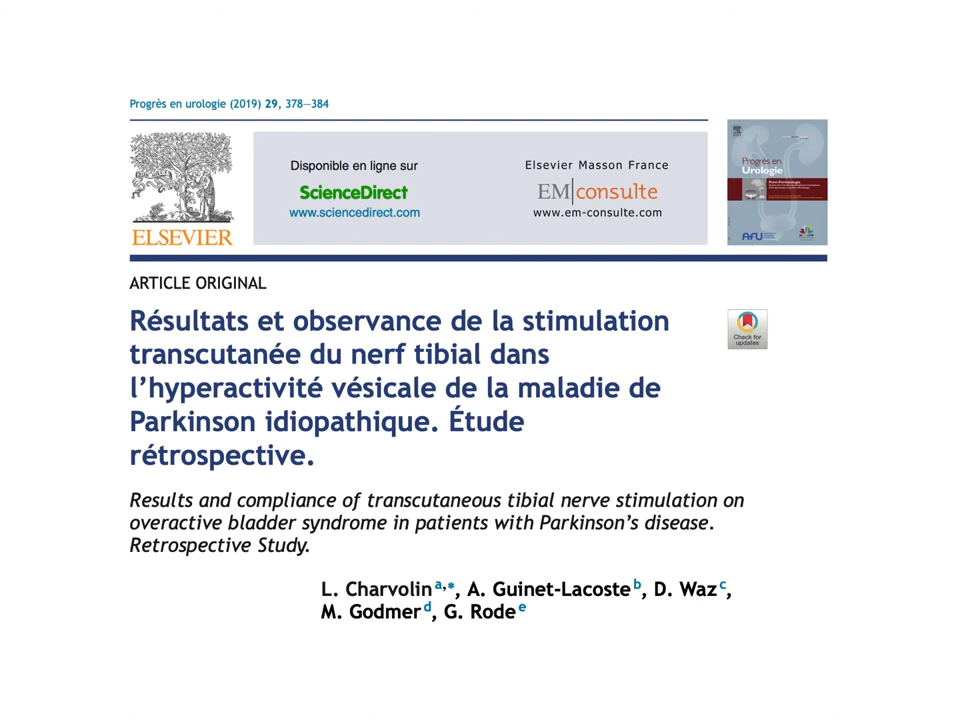 Progrès en urologie (2019) 29, 378—384
Disponible en ligne sur
ScienceDirect
www.sciencedirect.com
Elsevier Masson France
EM|consulte
www.em-consulte.com
ELSEVIER
Progrès en
Urologie
AFU
ARTICLE ORIGINAL
Résultats et observance de la stimulation
transcutanée du nerf tibial dans
l’hyperactivité vésicale de la maladie de
Parkinson idiopathique. Étude
rétrospective.
Check for
updates
Results and compliance of transcutaneous tibial nerve stimulation on
overactive bladder syndrome in patients with Parkinson’s disease.
Retrospective Study.
L. Charvolin a,*, A. Guinet-Lacoste b, D. Waz c,
M. Godmer d, G. Rode e